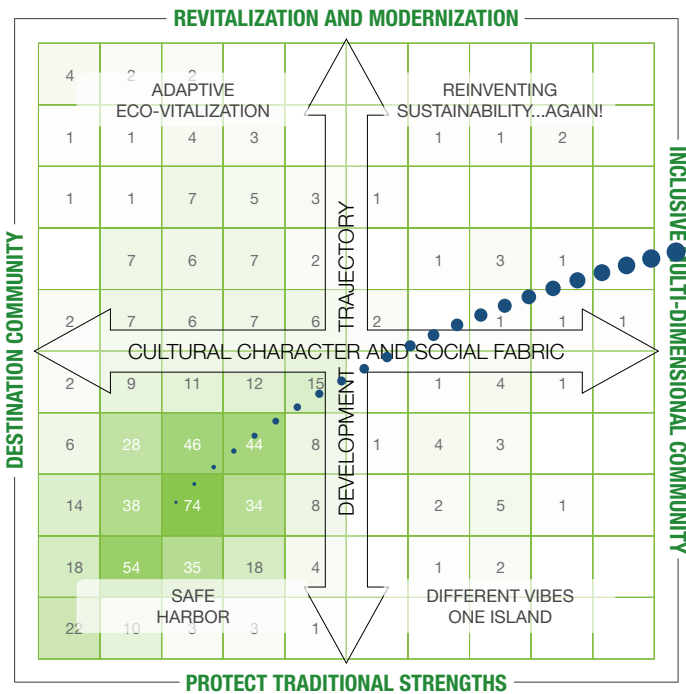 REVITALIZATION AND MODERNIZATION
4 2 2
ADAPTIVE
ECO-VITALIZATION
REINVENTING
SUSTAINABILITY...AGAIN!
1 1 4 3 1 1 2
1 1 7 5 3 1
7 6 7 2 1 3 1
2 7 6 7 6 2 1 1 1
CULTURAL CHARACTER AND SOCIAL FABRIC
DEVELOPMENT TRAJECTORY
DESTINATION COMMUNITY
INCLUSIVE MULTI-DIMENSIONAL COMMUNITY
2 9 11 12 15 1 4 1
6 28 46 44 8 1 4 3
14 38 74 34 8 2 5 1
18 54 35 18 4 1 2
SAFE
HARBOR
DIFFERENT VIBES
ONE ISLAND
22 10 3 3 1
PROTECT TRADITIONAL STRENGTHS